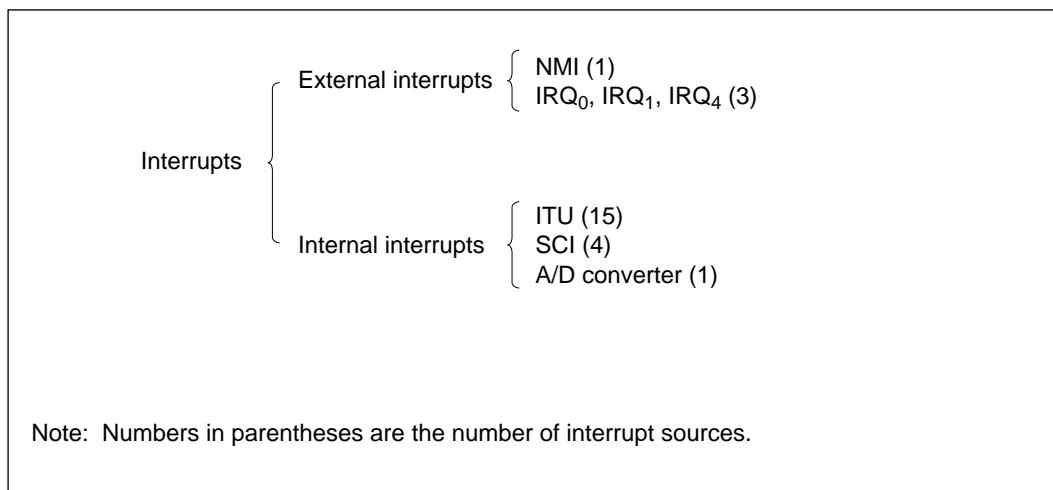 External interrupts
NMI (1)
IRQ0, IRQ1, IRQ4 (3)
Interrupts
Internal interrupts
ITU (15)
SCI (4)
A/D converter (1)
Note: Numbers in parentheses are the number of interrupt sources.